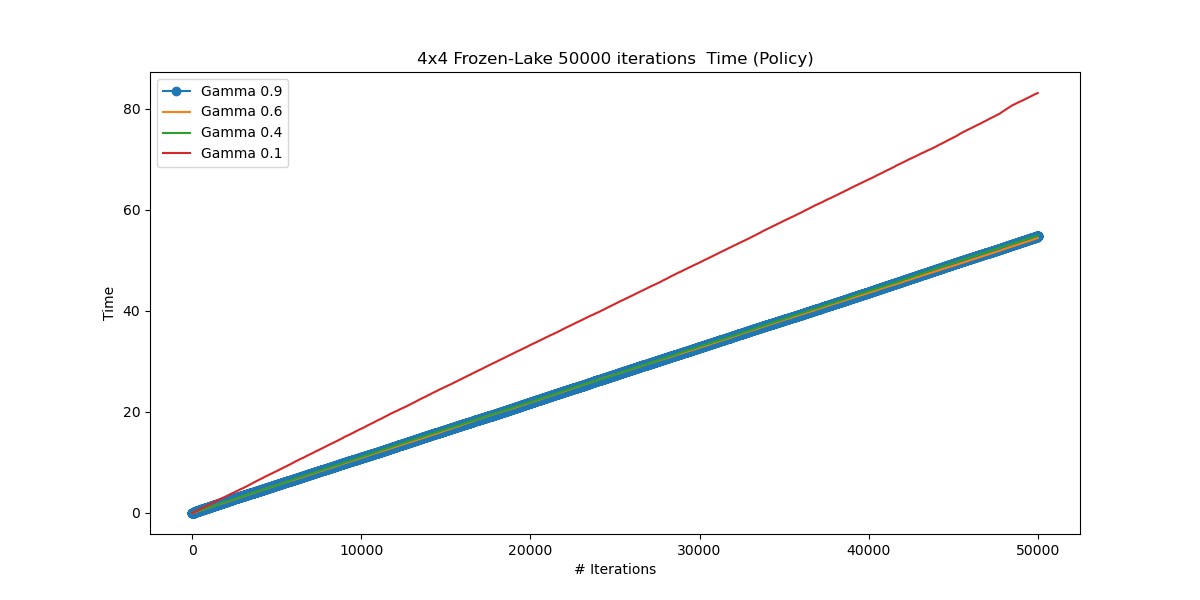 4x4 Frozen-Lake 50000 iterations  Time (Policy)
Gamma 0.9
Gamma 0.6
Gamma 0.4
Gamma 0.1
80
60
40
20
0
Time
0 10000 20000 30000 40000 50000
# Iterations